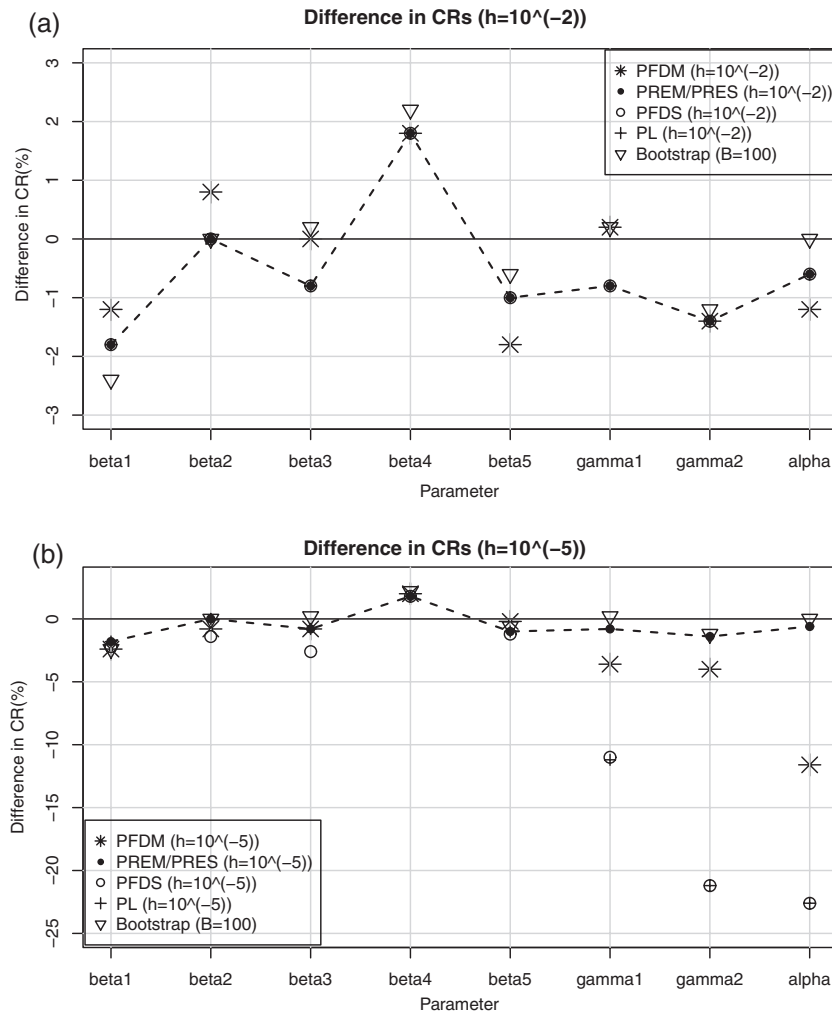 (a)
Difference in CRs (h=10^(−2))
Difference in CR(%)
3
2
1
0
−1
−2
−3
PFDM (h=10^(−2))
PREM/PRES (h=10^(−2))
PFDS (h=10^(−2))
PL (h=10^(−2))
Bootstrap (B=100)
beta1 beta2 beta3 beta4 beta5 gamma1 gamma2 alpha
Parameter
(b)
Difference in CRs (h=10^(−5))
Difference in CR(%)
0
−5
−10
−15
−20
−25
PFDM (h=10^(−5))
PREM/PRES (h=10^(−5))
PFDS (h=10^(−5))
PL (h=10^(−5))
Bootstrap (B=100)
beta1 beta2 beta3 beta4 beta5 gamma1 gamma2 alpha
Parameter